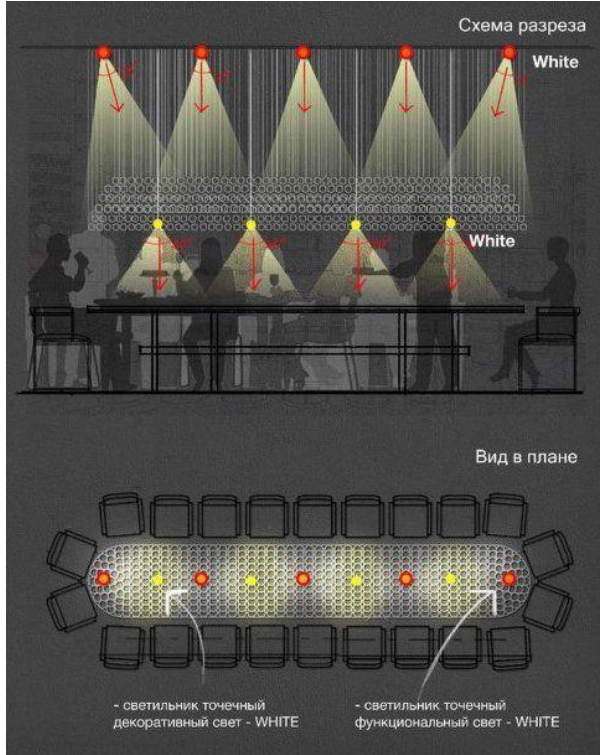 Схема разреза
White
White
Вид в плане
- светильник точечный
декоративный свет - WHITE
- светильник точечный
функциональный свет - WHITE